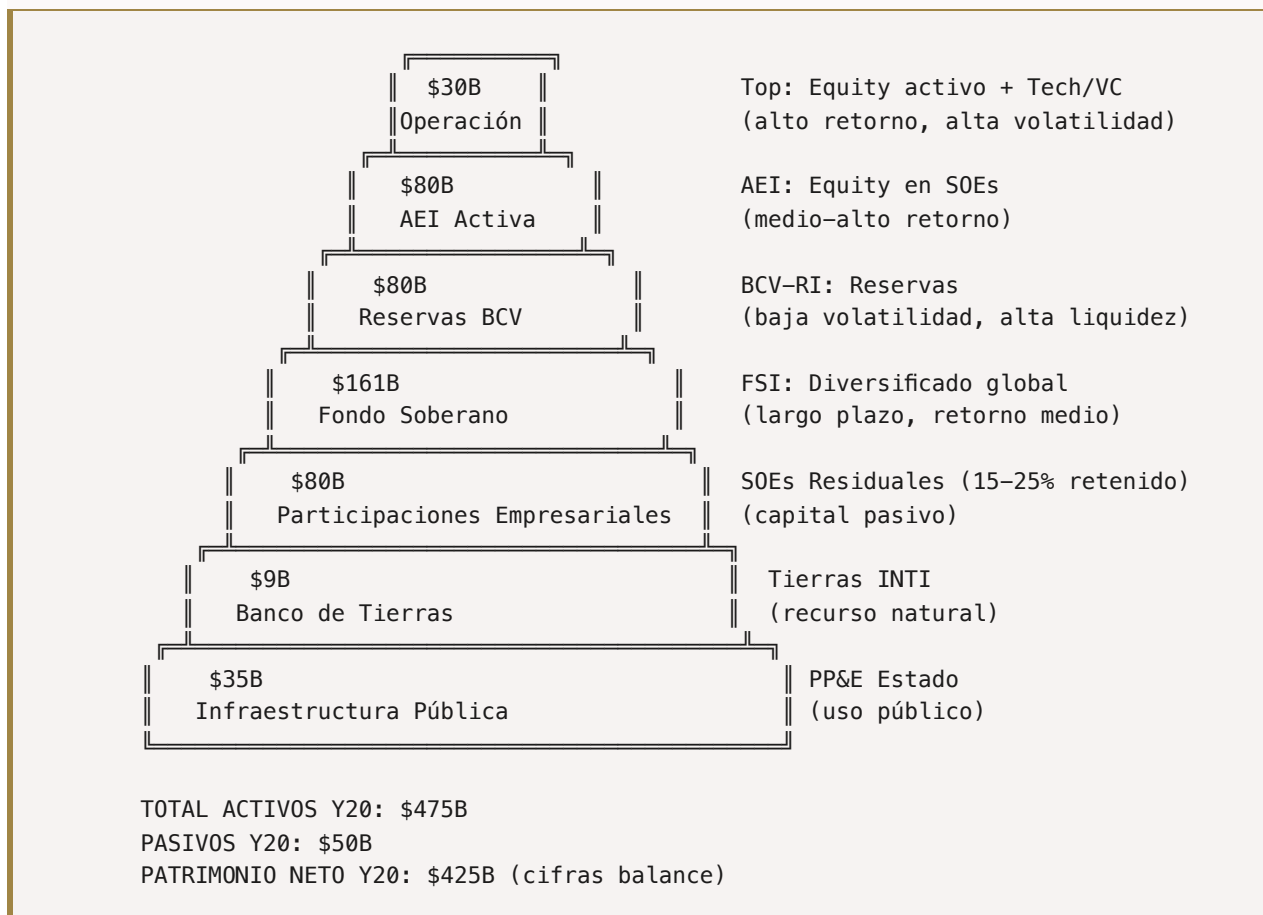 $30B Top: Equity activo + Tech/VC
Operación (alto retorno, alta volatilidad)
$80B AEI: Equity en SOEs
AEI Activa (medio–alto retorno)
$80B BCV–RI: Reservas
Reservas BCV (baja volatilidad, alta liquidez)
$161B FSI: Diversificado global
Fondo Soberano (largo plazo, retorno medio)
$80B SOEs Residuales (15–25% retenido)
Participaciones Empresariales (capital pasivo)
$9B Tierras INTI
Banco de Tierras (recurso natural)
$35B PP&E Estado
Infraestructura Pública (uso público)
TOTAL ACTIVOS Y20: $475B
PASIVOS Y20: $50B
PATRIMONIO NETO Y20: $425B (cifras balance)